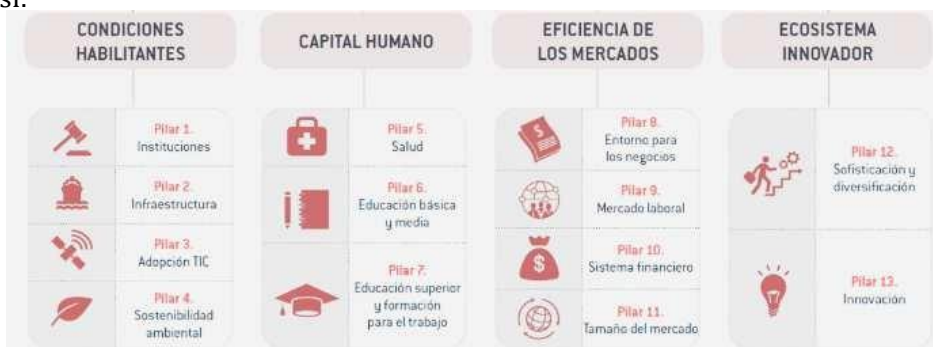 si.
CONDICIONES
HABILITANTES
CAPITAL HUMANO
EFICIENCIA DE
LOS MERCADOS
ECOSISTEMA
INNOVADOR
Pilar 1.
Instituciones
Pilar 2.
Infraestructura
Pilar 3.
Adopción TIC
Pilar 4.
Sostenibilidad
ambiental
Pilar 5.
Salud
Pilar 6.
Educación básica
y media
Pilar 7.
Educación superior
y formación
para el trabajo
Pilar 8.
Entorno para
los negocios
Pilar 9.
Mercado laboral
Pilar 10.
Sistema financiero
Pilar 11.
Tamaño del mercado
Pilar 12.
Sofisticación y
diversificación
Pilar 13.
Innovación